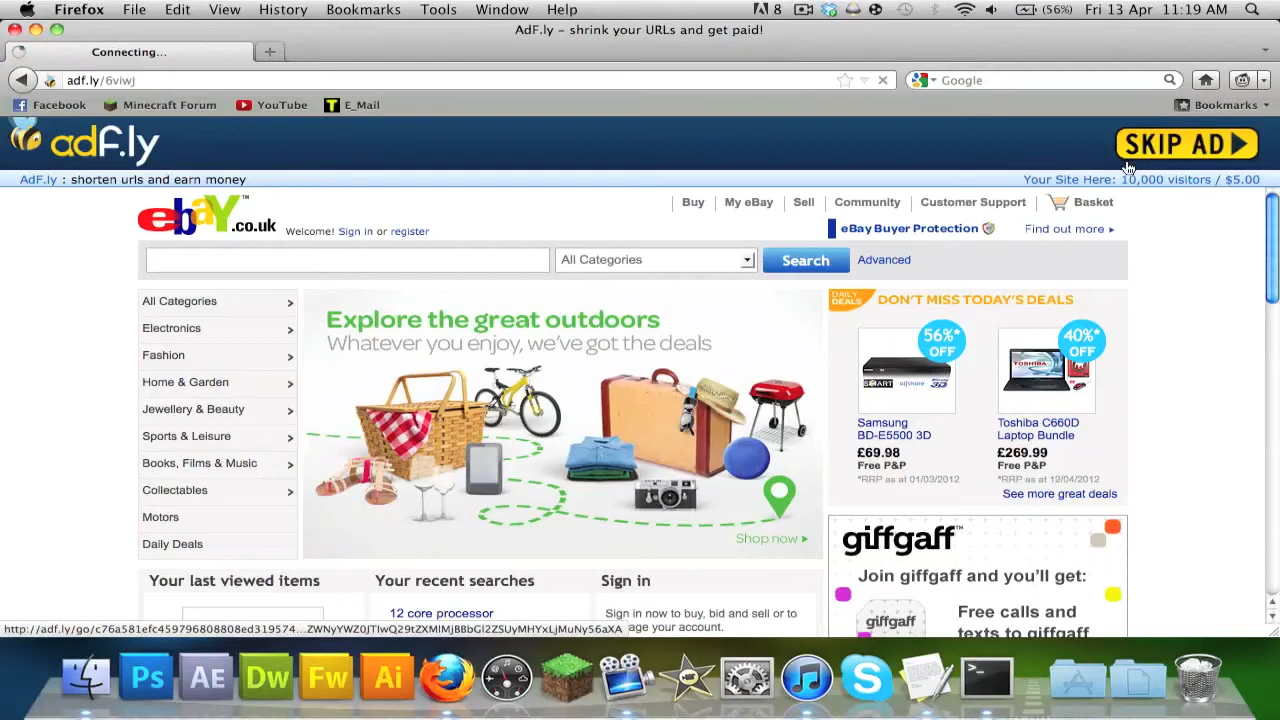 Firefox File Edit View History Bookmarks Tools Window Help 8 (56%) Fri 13 Apr 11:19 AM
AdF.ly – shrink your URLs and get paid!
Connecting...
adf.ly/6viwj
Google
Facebook Minecraft Forum YouTube T E_Mail Bookmarks
adf.ly SKIP AD
AdF.ly : shorten urls and earn money Your Site Here: 10,000 visitors / $5.00
ebay.co.uk Welcome! Sign in or register
Buy My eBay Sell Community Customer Support Basket
eBay Buyer Protection Find out more
All Categories Search Advanced
All Categories
Electronics
Fashion
Home & Garden
Jewellery & Beauty
Sports & Leisure
Books, Films & Music
Collectables
Motors
Daily Deals
Explore the great outdoors
Whatever you enjoy, we've got the deals
Shop now
DAILY DEALS DON'T MISS TODAY'S DEALS
56%* OFF
40%* OFF
SMART
3D
TOSHIBA
Samsung
BD-E5500 3D
£69.98
Free P&P
*RRP as at 01/03/2012
Toshiba C660D
Laptop Bundle
£269.99
Free P&P
*RRP as at 12/04/2012
See more great deals
giffgaff™
Join giffgaff and you'll get:
giffgaff
Free calls and
texts to giffgaff
Your last viewed items
Your recent searches
12 core processor
Sign in
Sign in now to buy, bid and sell or to
age your account.
Ps AE Dw Fw Ai S